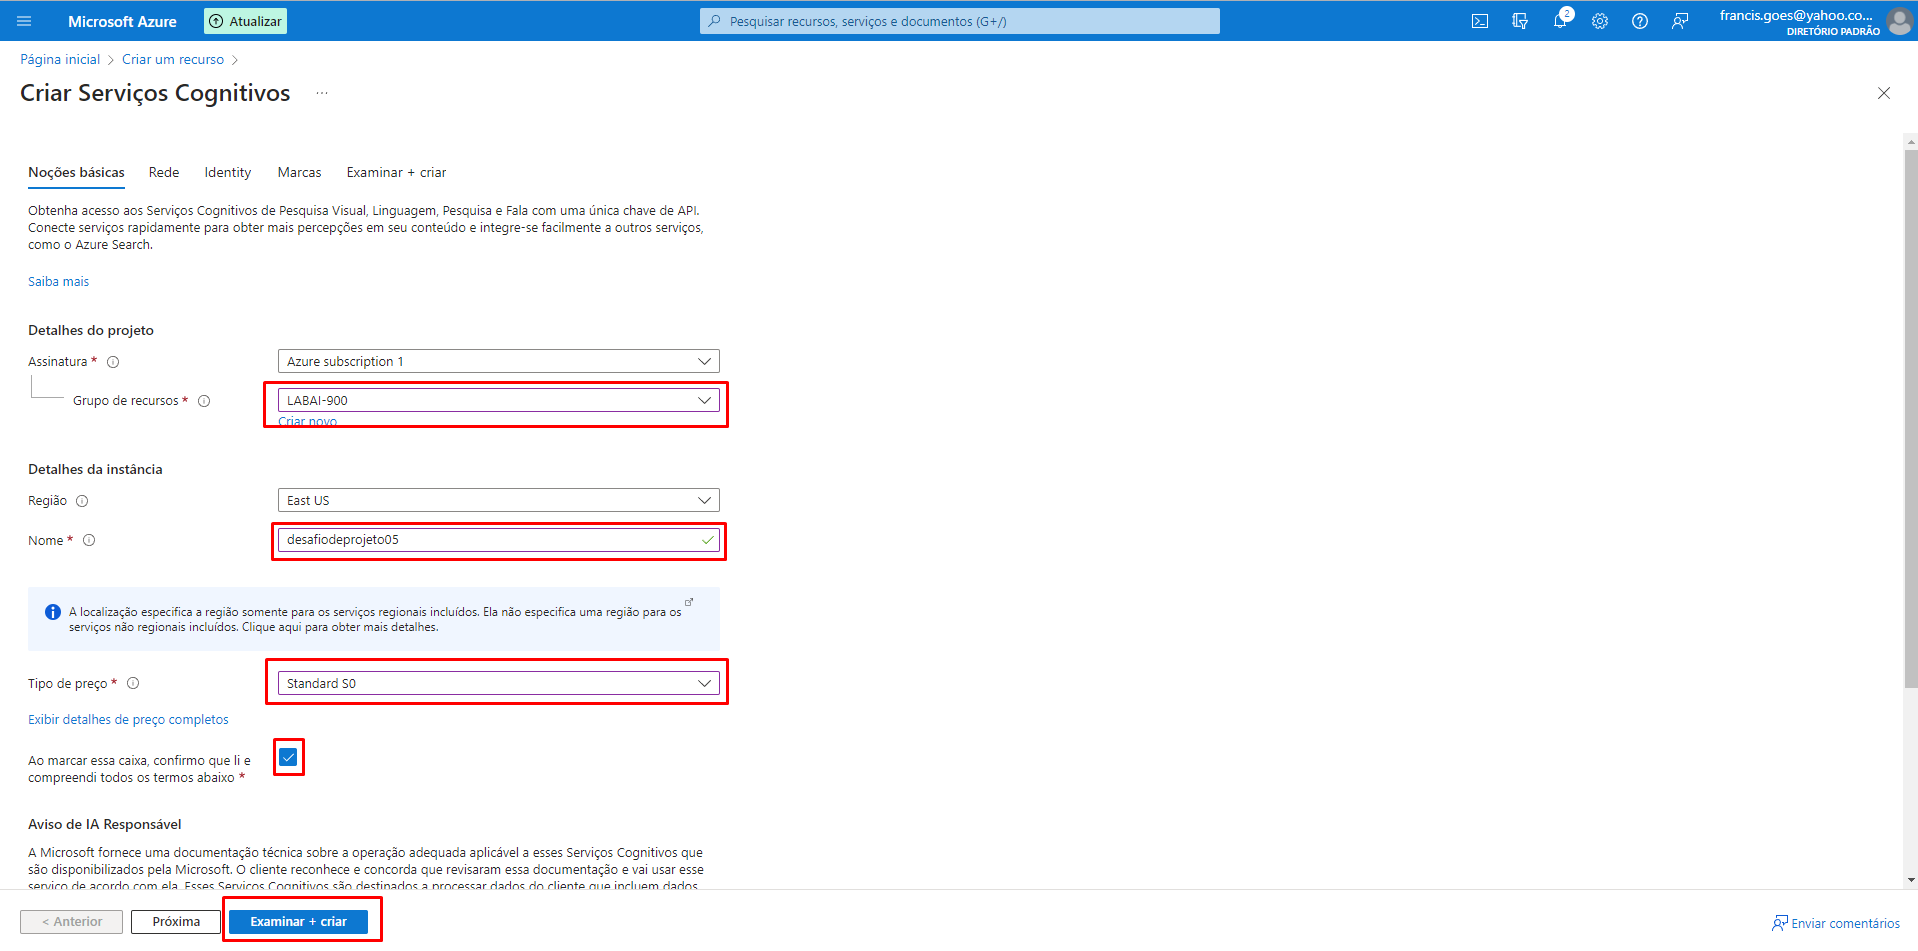 Microsoft Azure
Atualizar
Pesquisar recursos, serviços e documentos (G+/)
2
francis.goes@yahoo.co...
DIRETÓRIO PADRÃO
Página inicial > Criar um recurso >
Criar Serviços Cognitivos ...
Noções básicas Rede Identity Marcas Examinar + criar
Obtenha acesso aos Serviços Cognitivos de Pesquisa Visual, Linguagem, Pesquisa e Fala com uma única chave de API.
Conecte serviços rapidamente para obter mais percepções em seu conteúdo e integre-se facilmente a outros serviços,
como o Azure Search.
Saiba mais
Detalhes do projeto
Assinatura * Azure subscription 1
Grupo de recursos * LABAI-900
Criar novo
Detalhes da instância
Região East US
Nome * desafiodeprojeto05
A localização especifica a região somente para os serviços regionais incluídos. Ela não especifica uma região para os
serviços não regionais incluídos. Clique aqui para obter mais detalhes.
Tipo de preço * Standard S0
Exibir detalhes de preço completos
Ao marcar essa caixa, confirmo que li e
compreendi todos os termos abaixo *
Aviso de IA Responsável
A Microsoft fornece uma documentação técnica sobre a operação adequada aplicável a esses Serviços Cognitivos que
são disponibilizados pela Microsoft. O cliente reconhece e concorda que revisaram essa documentação e vai usar esse
serviço de acordo com ela. Esses Serviços Cognitivos são destinados a processar dados do cliente que incluem dados
< Anterior Próxima Examinar + criar
Enviar comentários